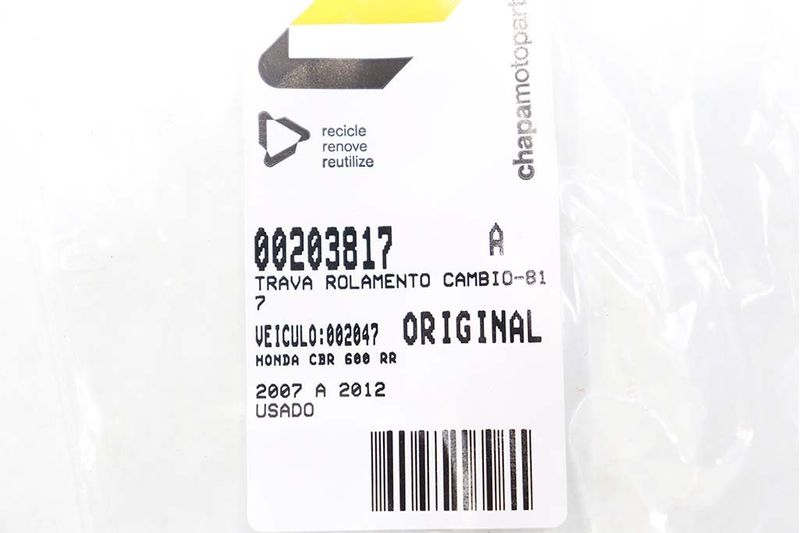 chapamotopart
recicle
renove
reutilize
00203817 A
TRAVA ROLAMENTO CAMBIO-81
7
VEICULO:002047 ORIGINAL
HONDA CBR 600 RR
2007 A 2012
USADO